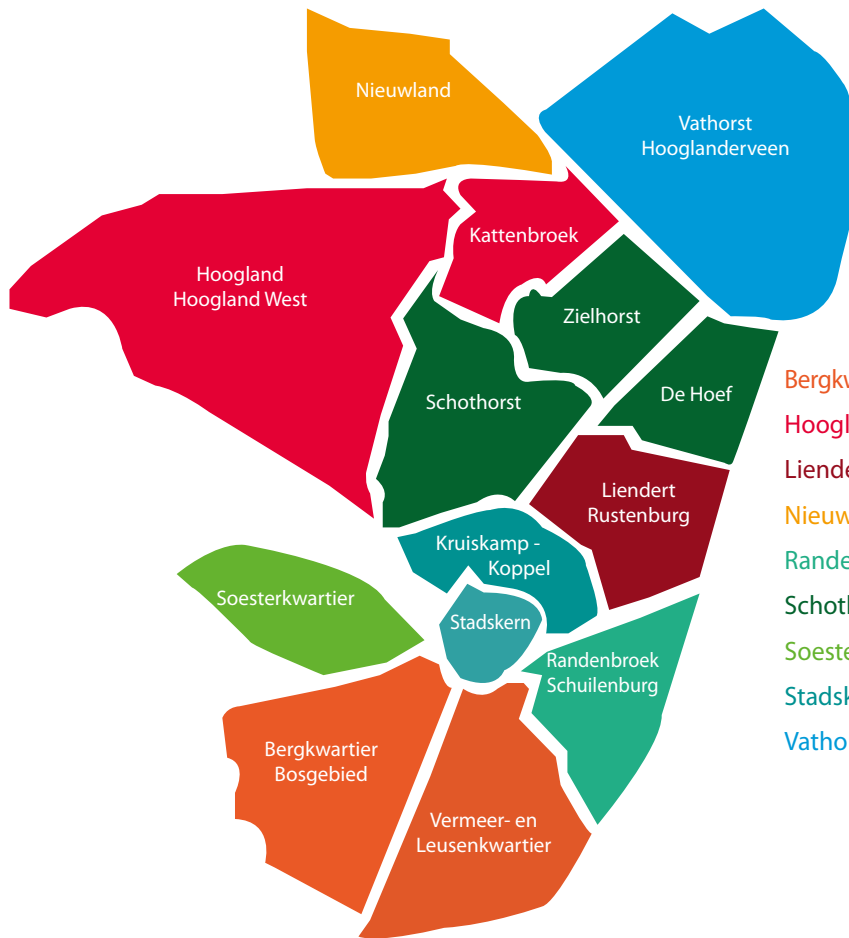 Nieuwland
Vathorst
Hooglanderveen
Kattenbroek
Hoogland
Hoogland West
Zielhorst
De Hoef
Schothorst
Liendert
Rustenburg
Kruiskamp -
Koppel
Soesterkwartier
Stadskern
Randenbroek
Schuilenburg
Bergkwartier
Bosgebied
Vermeer- en
Leusenkwartier